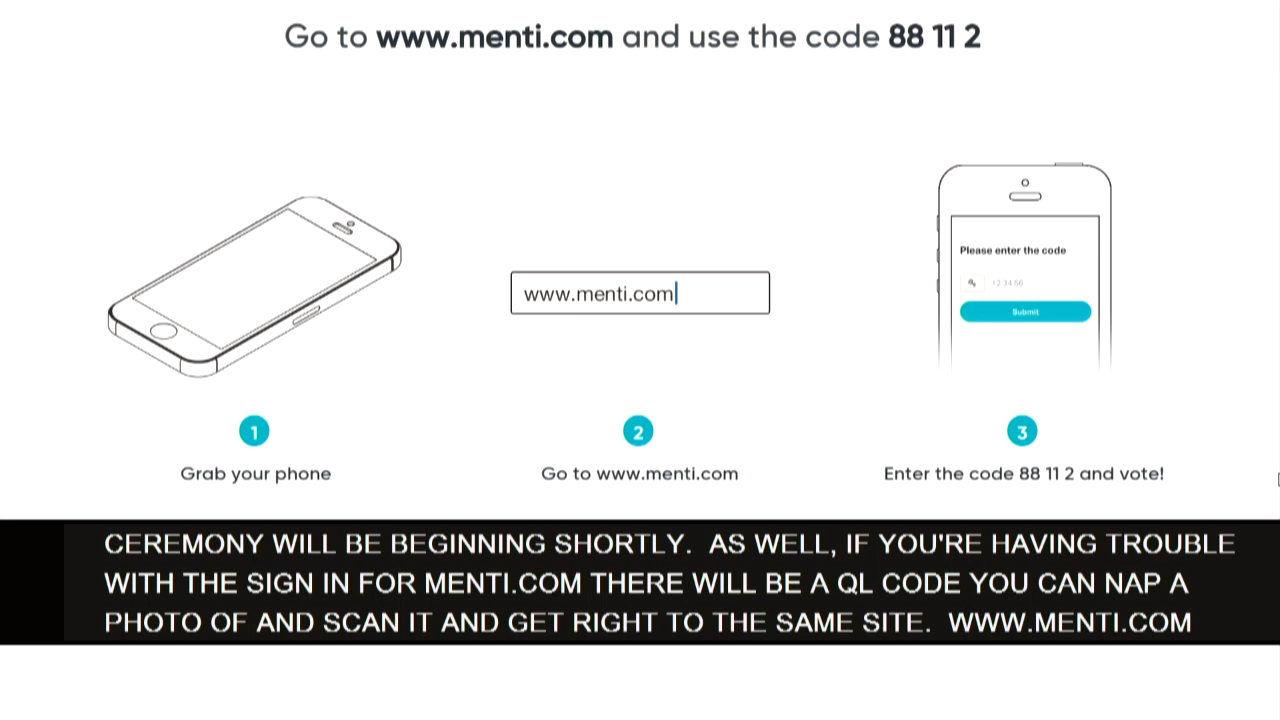 Go to www.menti.com and use the code 88 11 2
Please enter the code
12 34 56
Submit
www.menti.com
1
2
3
Grab your phone
Go to www.menti.com
Enter the code 88 11 2 and vote!
CEREMONY WILL BE BEGINNING SHORTLY.  AS WELL, IF YOU'RE HAVING TROUBLE
WITH THE SIGN IN FOR MENTI.COM THERE WILL BE A QL CODE YOU CAN NAP A
PHOTO OF AND SCAN IT AND GET RIGHT TO THE SAME SITE.  WWW.MENTI.COM